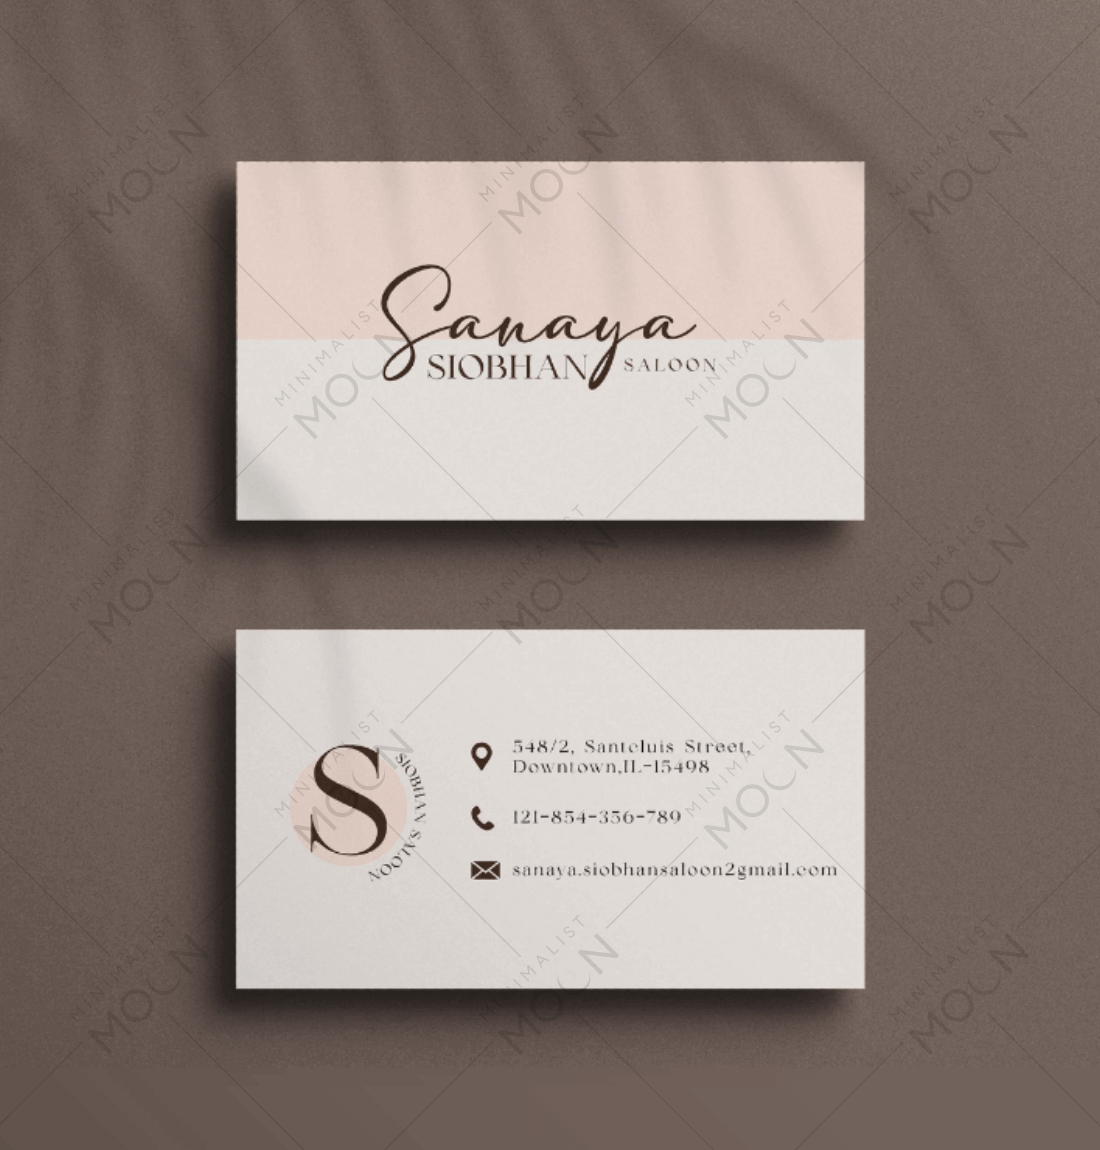 Sanaya
SIOBHAN SALOON
548/2, Santcluis Street,
Downtown,IL-15498
S
SIOBHAN SALOON
121-854-356-789
sanaya.siobhansaloon2gmail.com
MINIMALIST
MOON